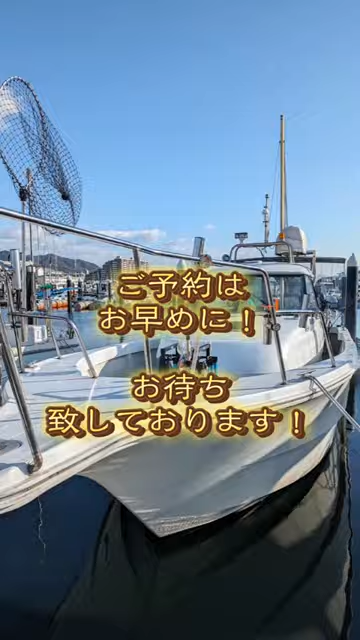 ご予約は
お早めに！
お待ち
致しております！